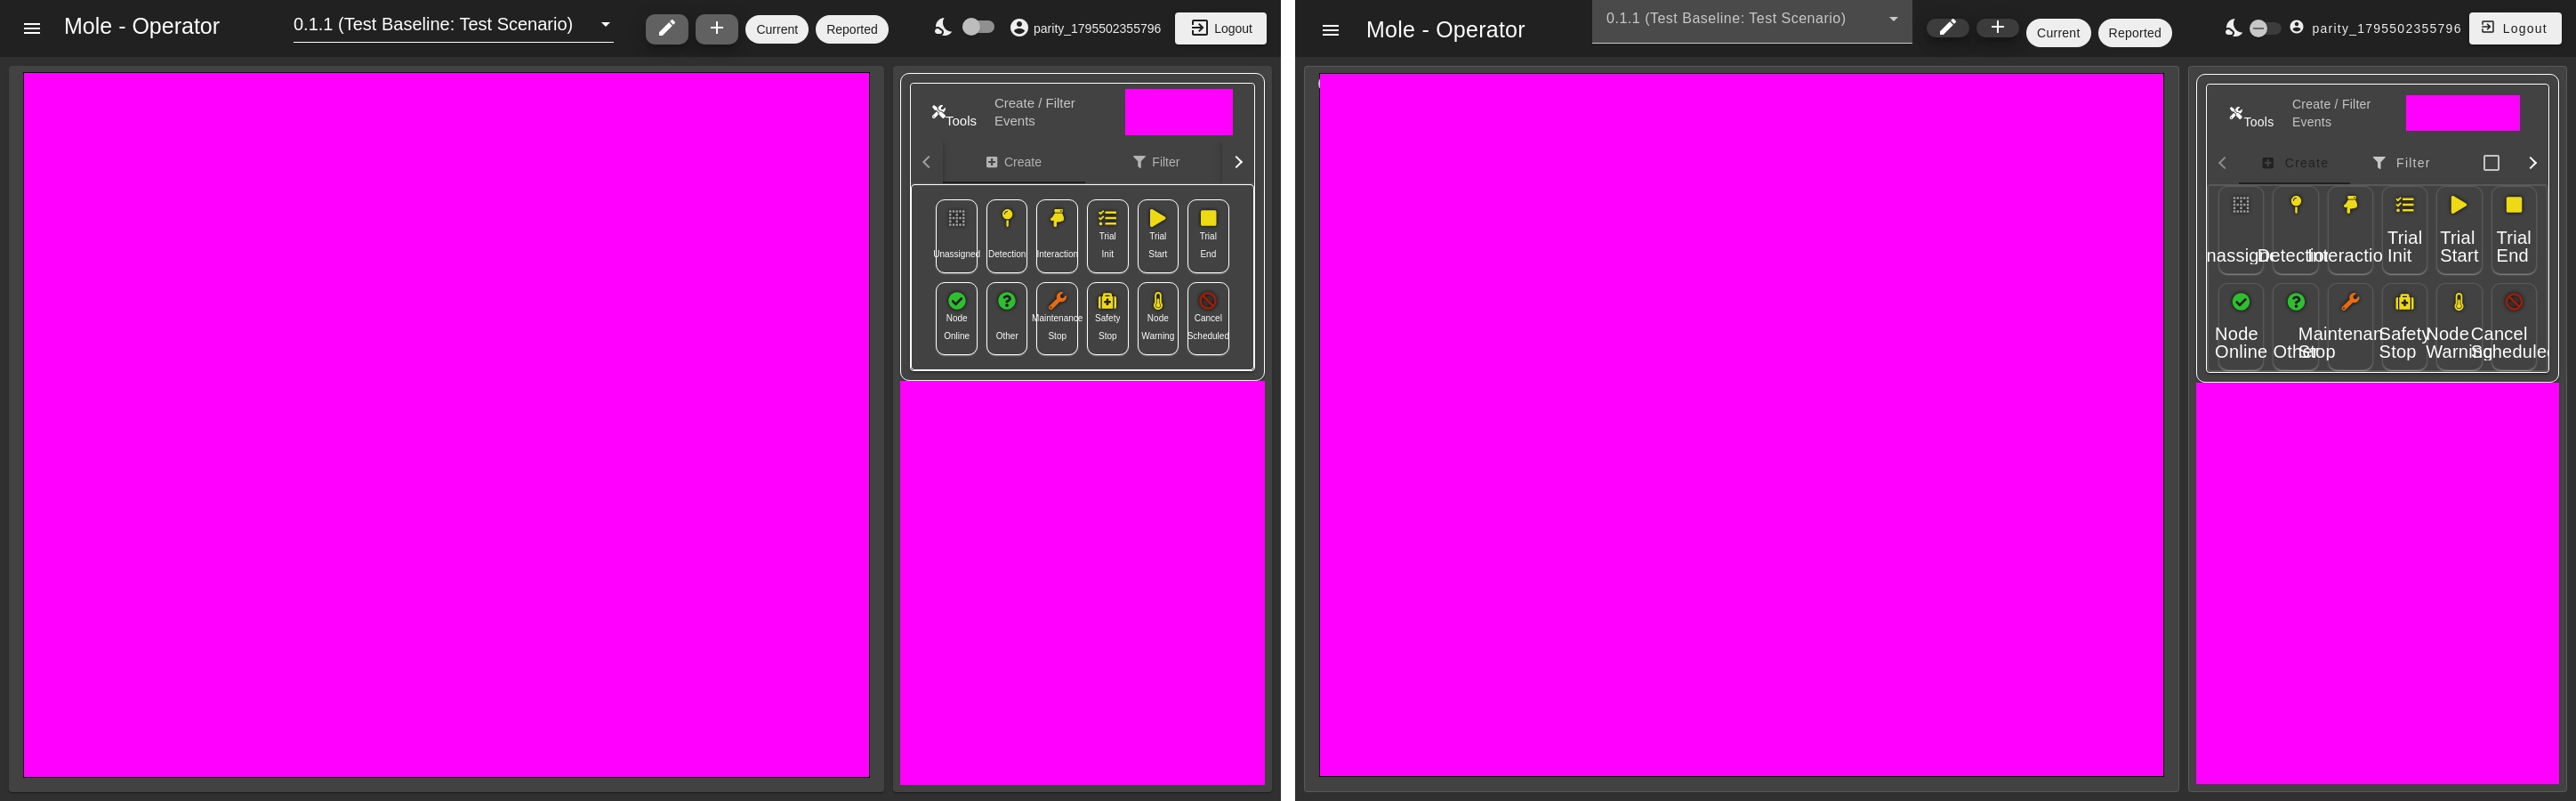 Mole - Operator
0.1.1 (Test Baseline: Test Scenario)
Current
Reported
parity_1795502355796
Logout
Tools
Create / Filter
Events
Create
Filter
Unassigned
Detection
Interaction
Trial
Init
Trial
Start
Trial
End
Node
Online
Other
Maintenance
Stop
Safety
Stop
Node
Warning
Cancel
Scheduled
Mole - Operator
0.1.1 (Test Baseline: Test Scenario)
Current
Reported
parity_1795502355796
Logout
Tools
Create / Filter
Events
Create
Filter
Trial
Init
Trial
Start
Trial
End
Node
Online
Maintenan
Stop
Safety
Stop
Node
Cancel